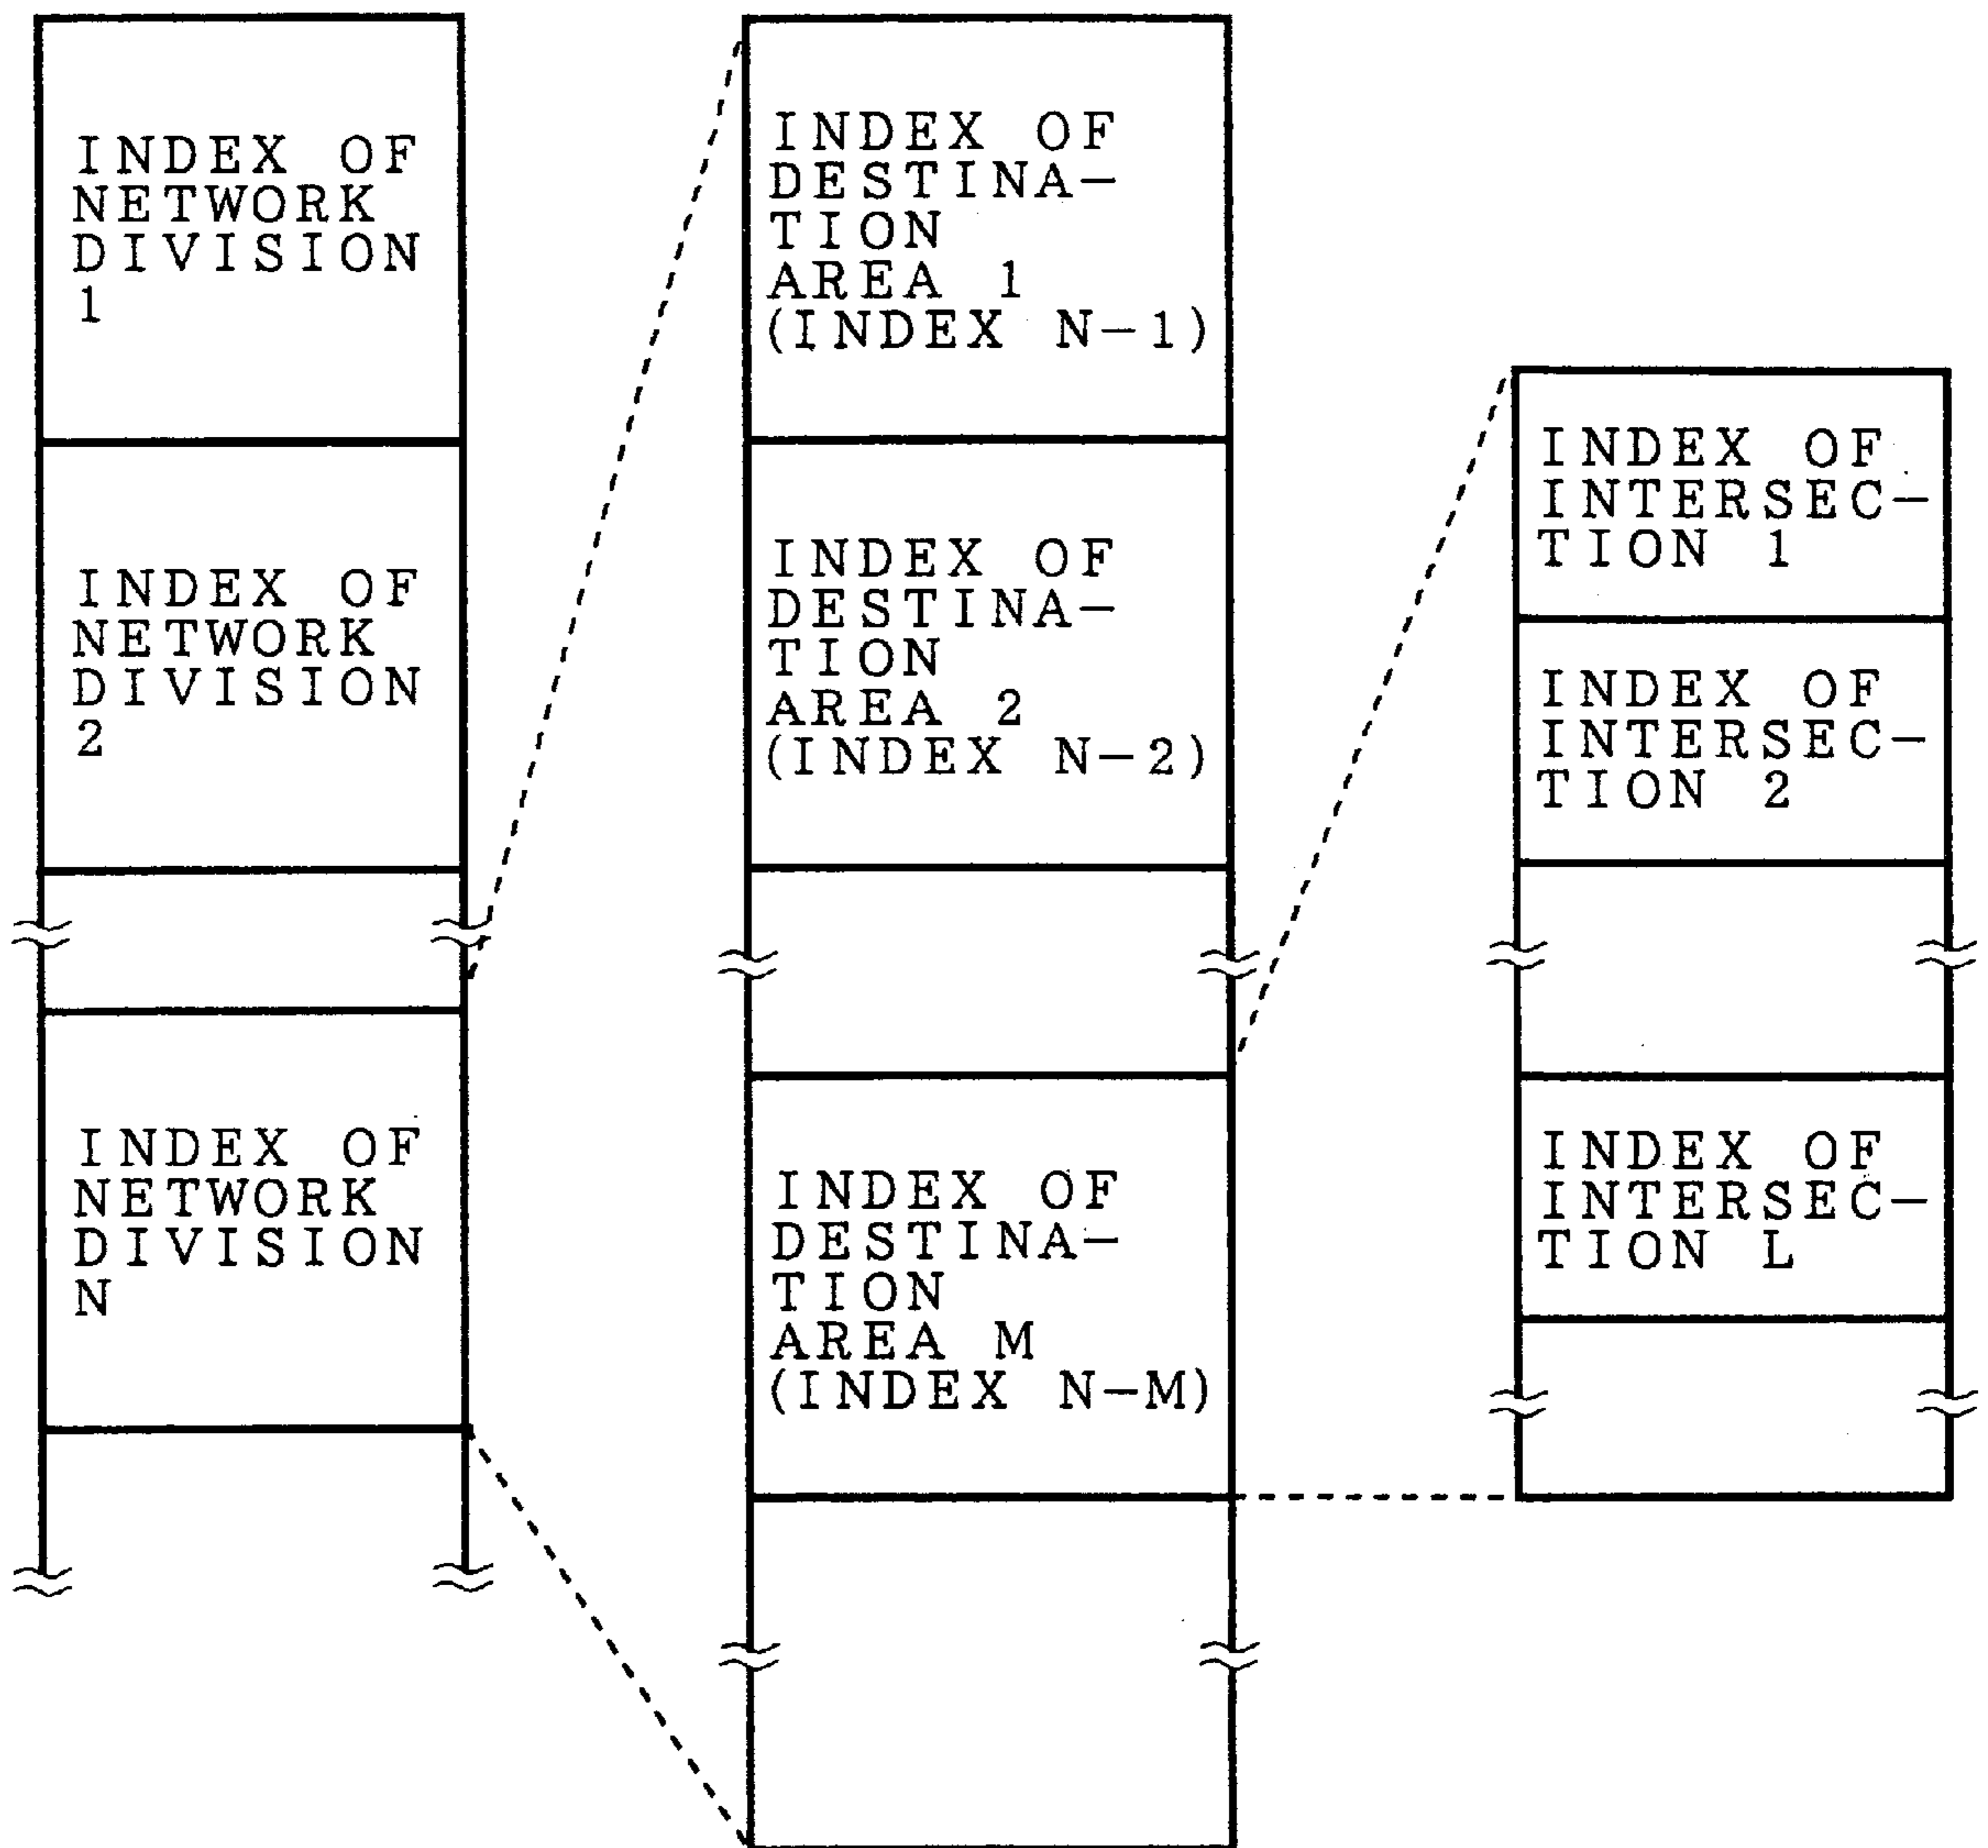 INDEX OF
NETWORK
DIVISION
1
INDEX OF
NETWORK
DIVISION
2
INDEX OF
NETWORK
DIVISION
N
INDEX OF
DESTINA-
TION
AREA 1
(INDEX N-1)
INDEX OF
DESTINA-
TION
AREA 2
(INDEX N-2)
INDEX OF
DESTINA-
TION
AREA M
(INDEX N-M)
INDEX OF
INTERSEC-
TION 1
INDEX OF
INTERSEC-
TION 2
INDEX OF
INTERSEC-
TION L